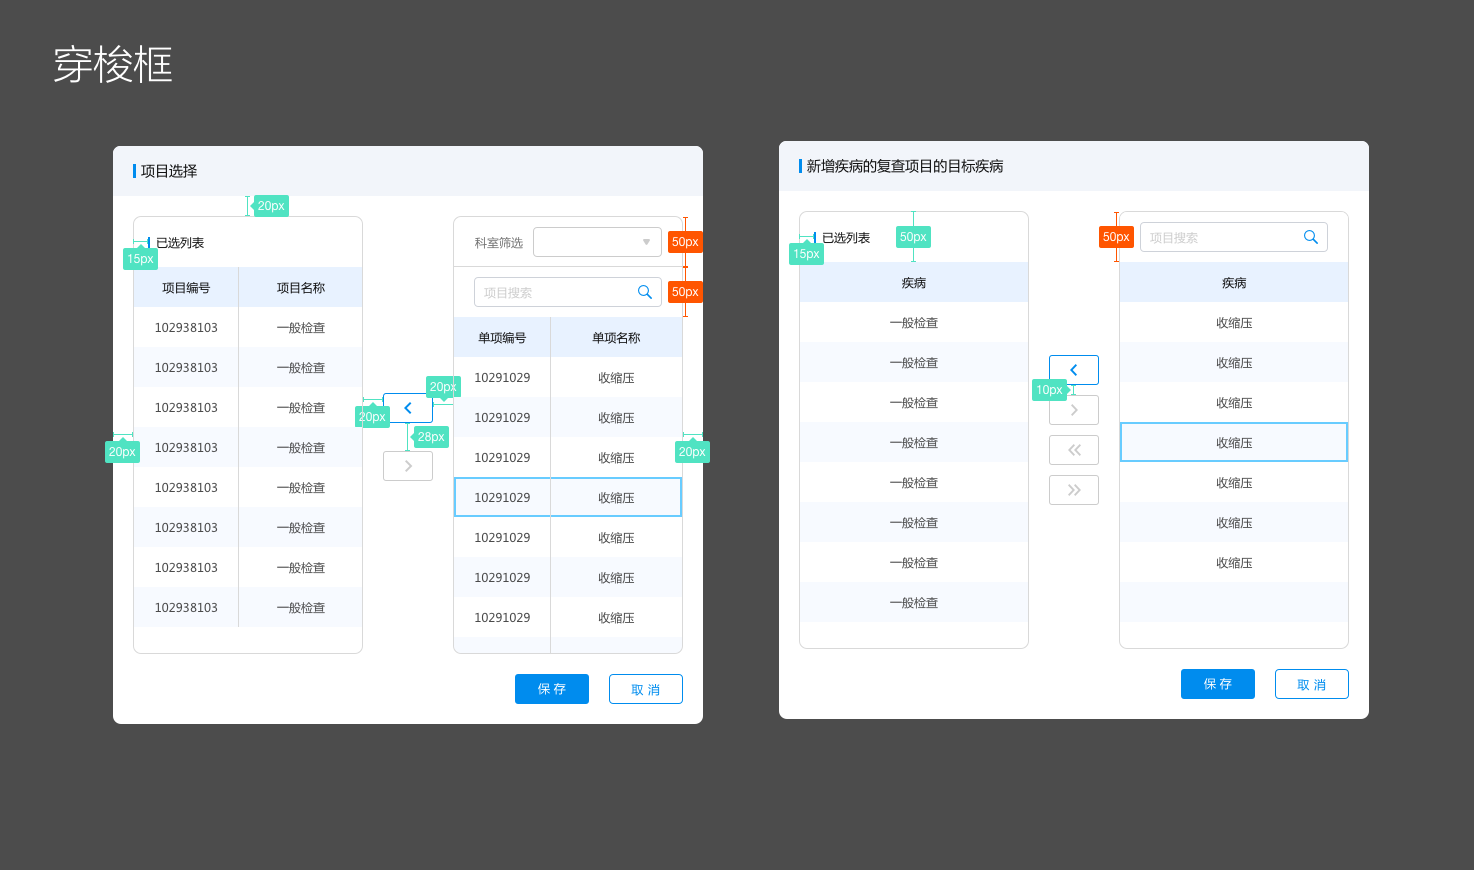 穿梭框
项目选择
20px
已选列表
15px
项目编号 项目名称
102938103 一般检查
102938103 一般检查
102938103 一般检查
102938103 一般检查
102938103 一般检查
102938103 一般检查
102938103 一般检查
102938103 一般检查
20px
20px
20px
28px
科室筛选
50px
项目搜索
50px
单项编号 单项名称
10291029 收缩压
10291029 收缩压
10291029 收缩压
10291029 收缩压
10291029 收缩压
10291029 收缩压
10291029 收缩压
20px
保 存 取 消
新增疾病的复查项目的目标疾病
已选列表
50px
15px
疾病
一般检查
一般检查
一般检查
一般检查
一般检查
一般检查
一般检查
一般检查
10px
50px
项目搜索
疾病
收缩压
收缩压
收缩压
收缩压
收缩压
收缩压
收缩压
保 存 取 消